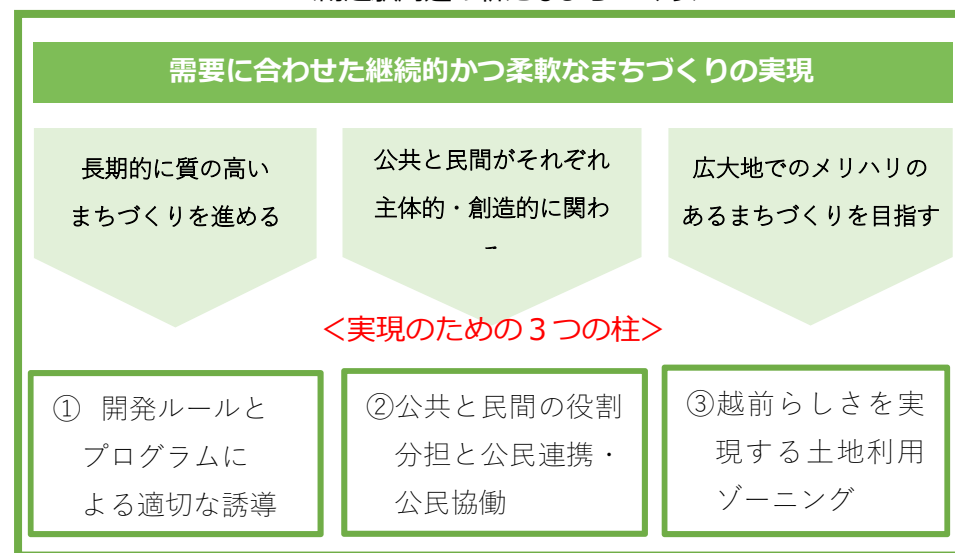 需要に合わせた継続的かつ柔軟なまちづくりの実現
長期的に質の高い
まちづくりを進める
公共と民間がそれぞれ
主体的・創造的に関わ
広大地でのメリハリの
あるまちづくりを目指す
＜実現のための３つの柱＞
① 開発ルールと
プログラムに
よる適切な誘導
②公共と民間の役割
分担と公民連携・
公民協働
③越前らしさを実
現する土地利用
ゾーニング